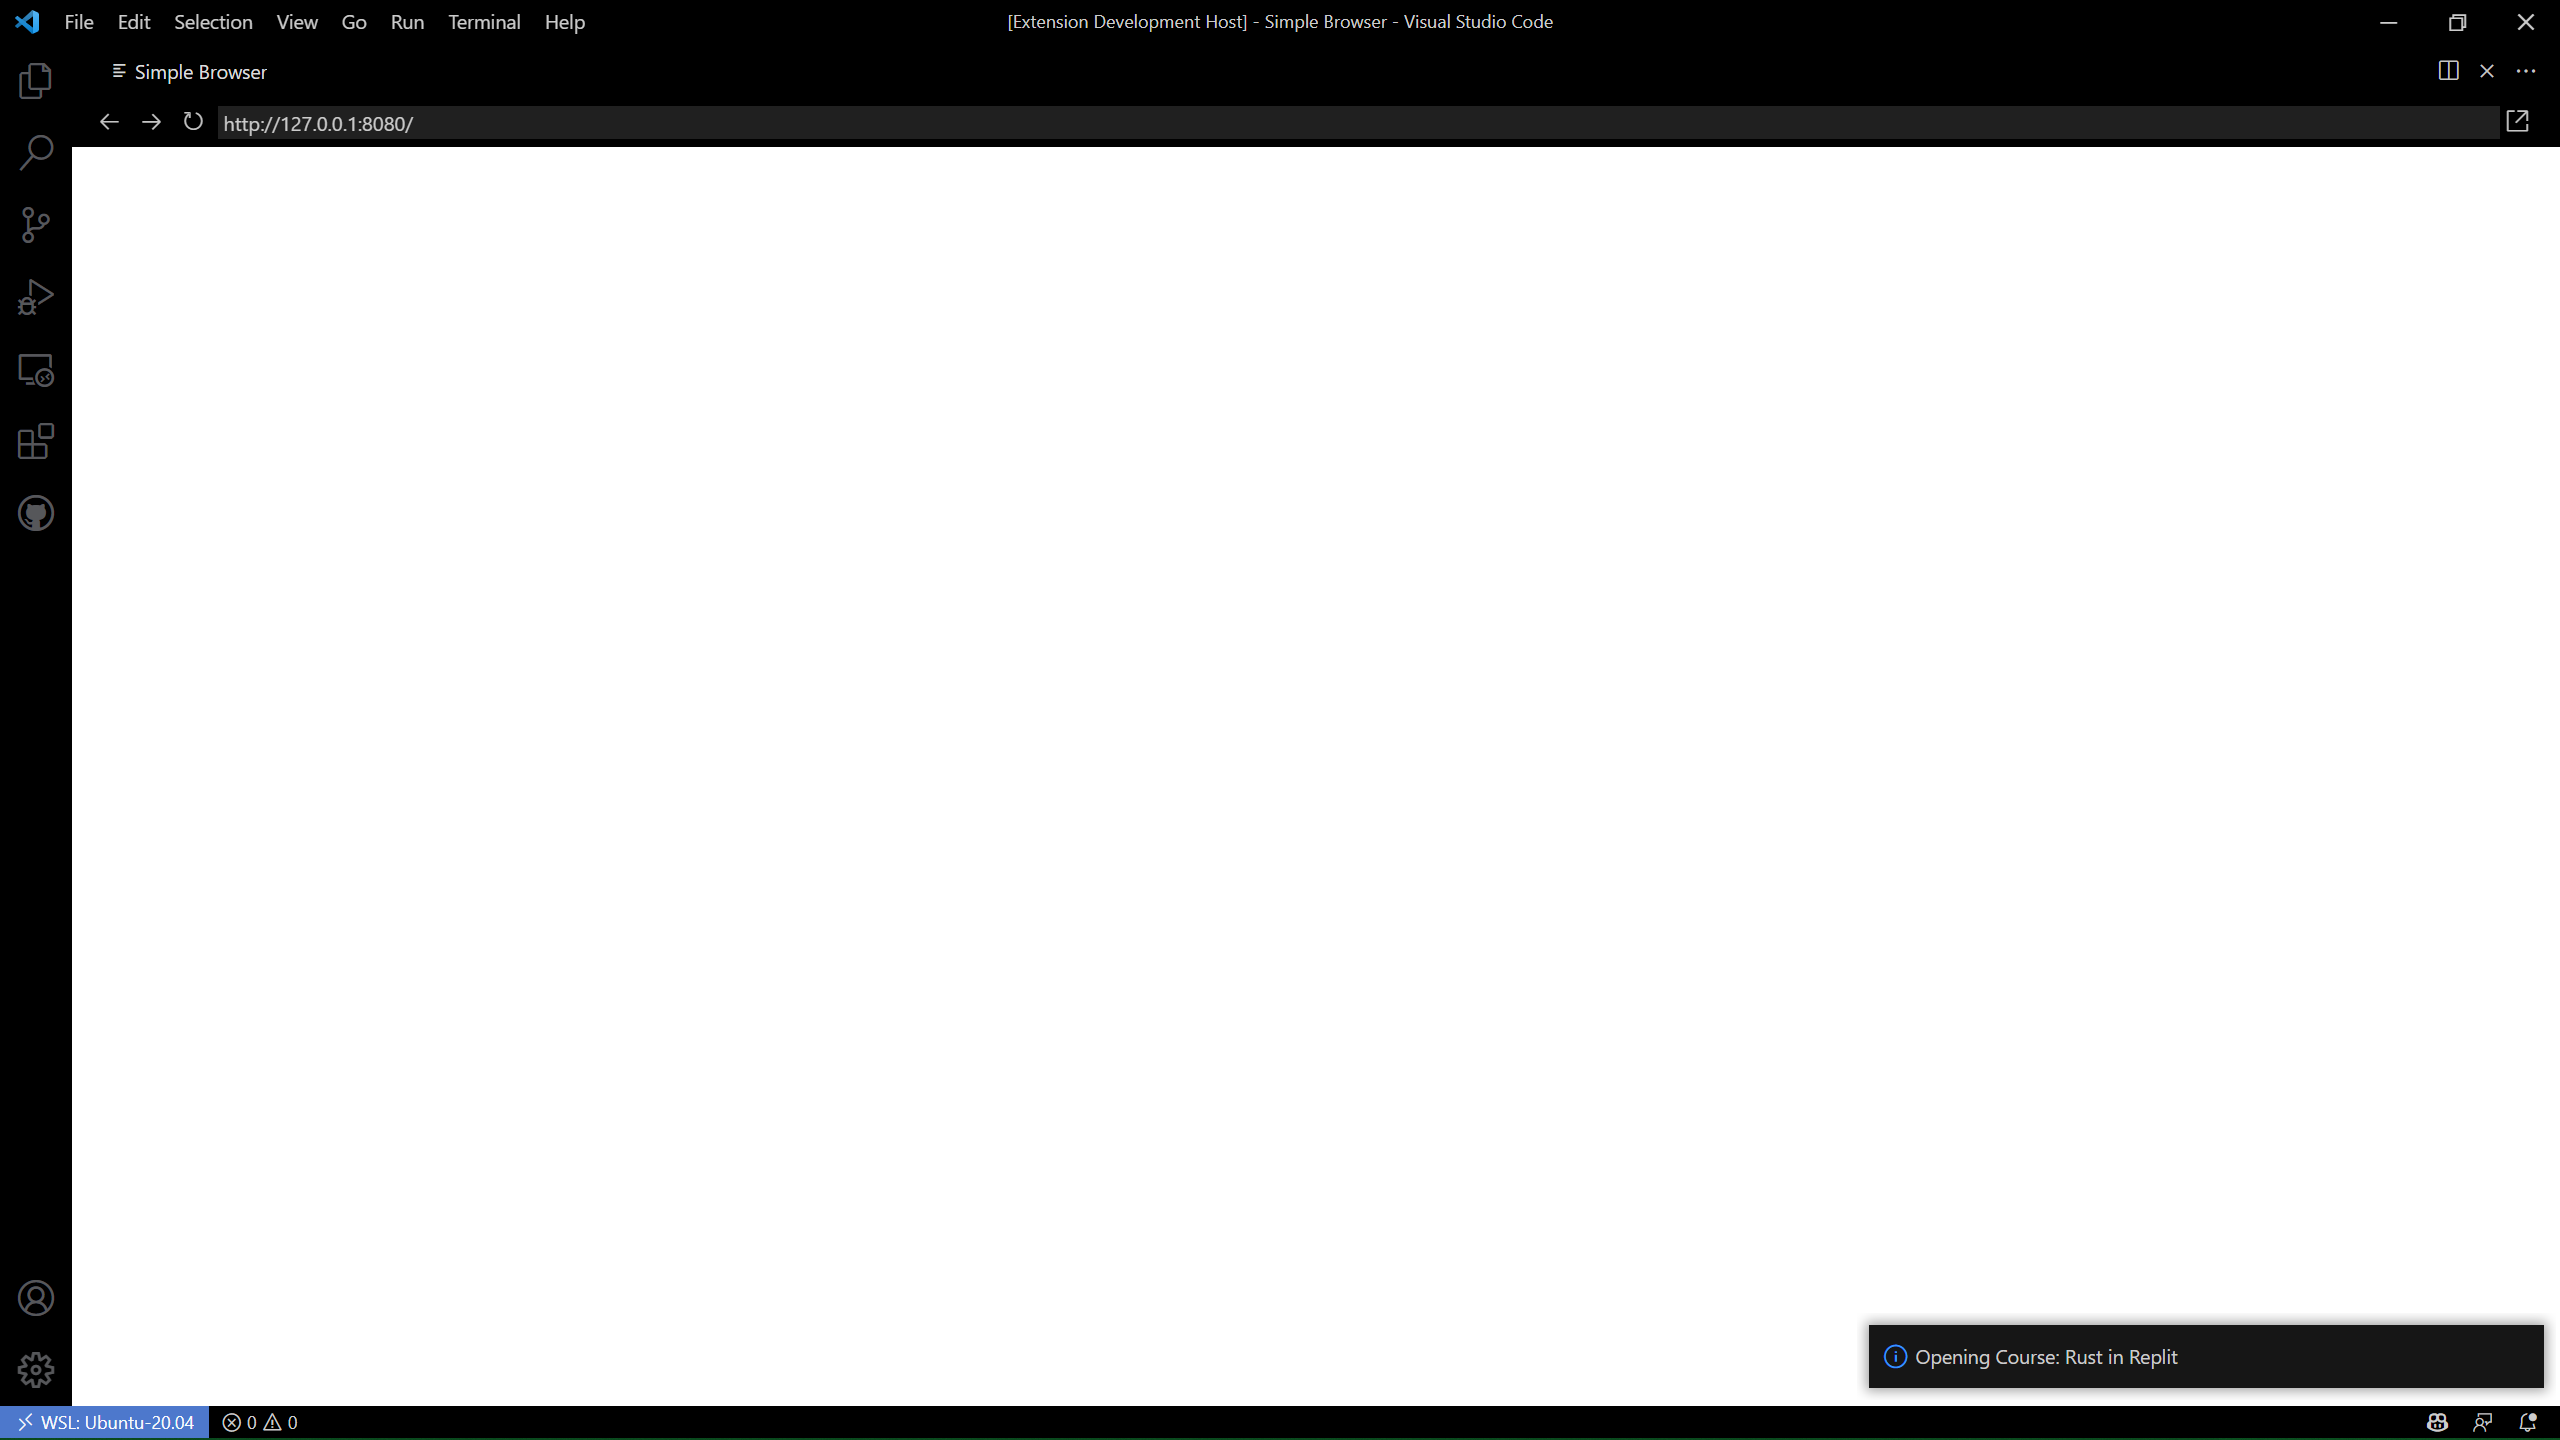 File Edit Selection View Go Run Terminal Help
[Extension Development Host] - Simple Browser - Visual Studio Code
Simple Browser
http://127.0.0.1:8080/
Opening Course: Rust in Replit
WSL: Ubuntu-20.04 0 0